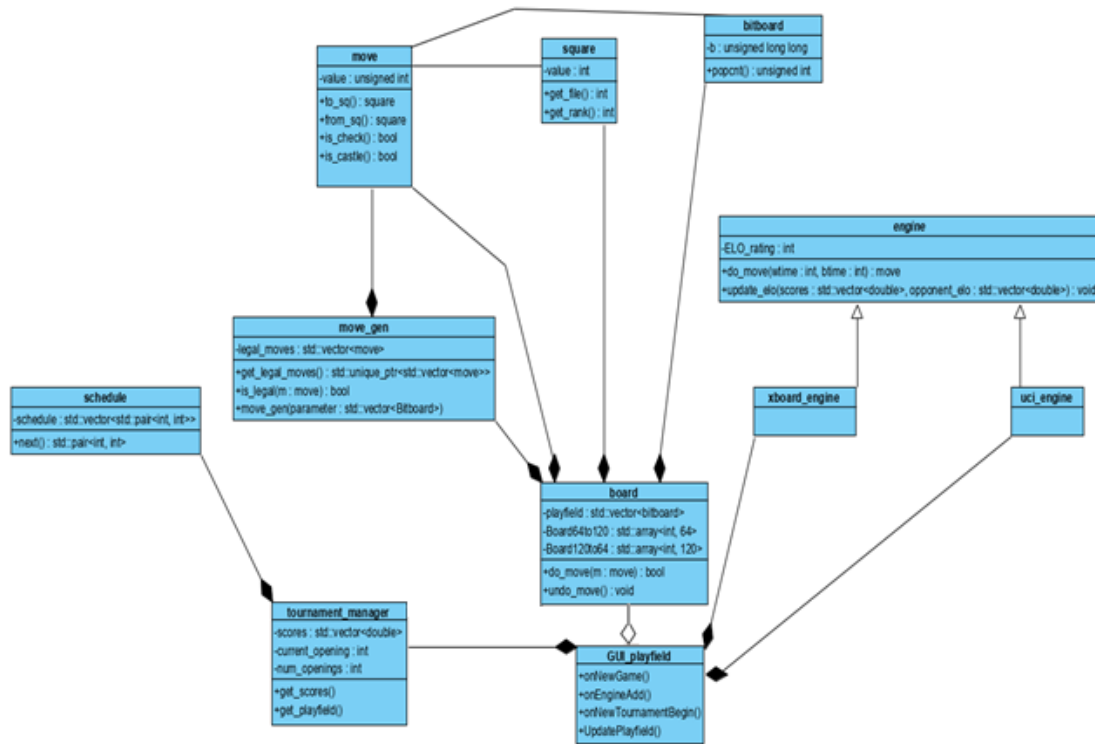 bitboard
-b : unsigned long long
+popcnt() : unsigned int
move
-value : unsigned int
+to_sq() : square
+from_sq() : square
+is_check() : bool
+is_castle() : bool
square
-value : int
+get_file() : int
+get_rank() : int
engine
-ELO_rating : int
+do_move(wtime : int, btime : int) : move
+update_elo(scores : std::vector<double>, opponent_elo : std::vector<double>) : void
move_gen
-legal_moves : std::vector<move>
+get_legal_moves() : std::unique_ptr<std::vector<move>>
+is_legal(m : move) : bool
+move_gen(parameter : std::vector<Bitboard>)
schedule
-schedule : std::vector<std::pair<int, int>>
+next() : std::pair<int, int>
xboard_engine
uci_engine
board
-playfield : std::vector<bitboard>
-Board64to120 : std::array<int, 64>
-Board120to64 : std::array<int, 120>
+do_move(m : move) : bool
+undo_move() : void
tournament_manager
-scores : std::vector<double>
-current_opening : int
-num_openings : int
+get_scores()
+get_playfield()
GUI_playfield
+onNewGame()
+onEngineAdd()
+onNewTournamentBegin()
+UpdatePlayfield()